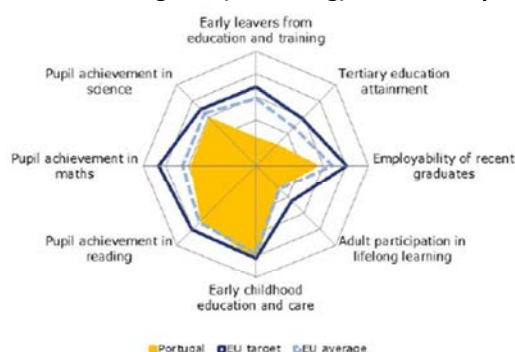 Early leavers from
education and training
Pupil achievement in
science
Tertiary education
attainment
Pupil achievement in
maths
Employability of recent
graduates
Pupil achievement in
reading
Adult participation in
lifelong learning
Early childhood
education and care
Portugal EU target EU average